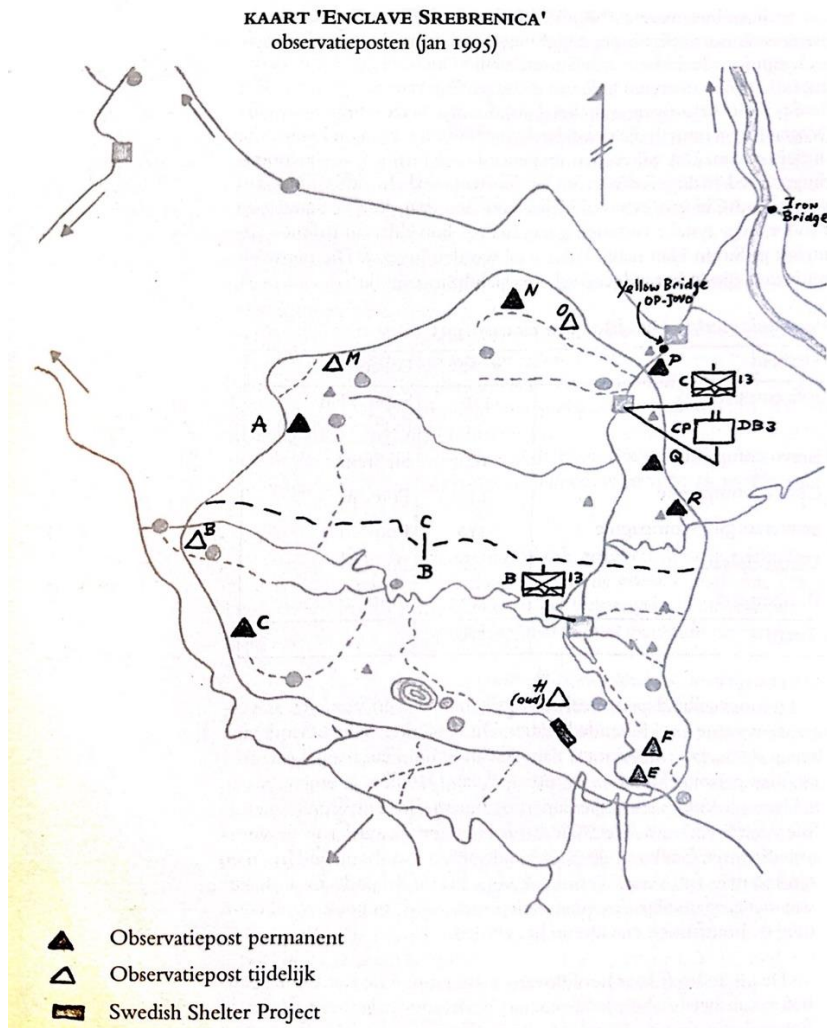 KAART 'ENCLAVE SREBRENICA'
observatieposten (jan 1995)
Iron Bridge
Yellow Bridge
OP-JOVO
N
O
M
P
C 13
A
CP DB3
Q
R
B
C
B
B 13
C
H
(oud)
F
E
Observatiepost permanent
Observatiepost tijdelijk
Swedish Shelter Project